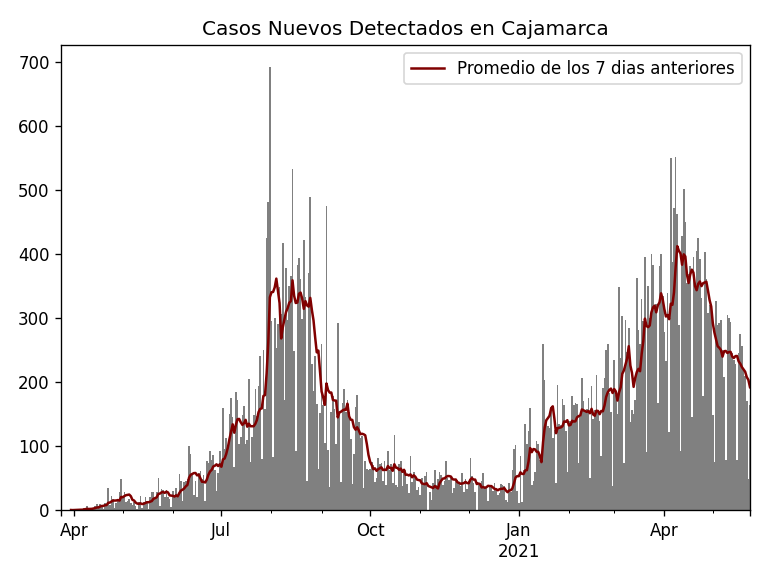 Casos Nuevos Detectados en Cajamarca
Promedio de los 7 dias anteriores
700
600
500
400
300
200
100
0
Apr
Jul
Oct
Jan
2021
Apr